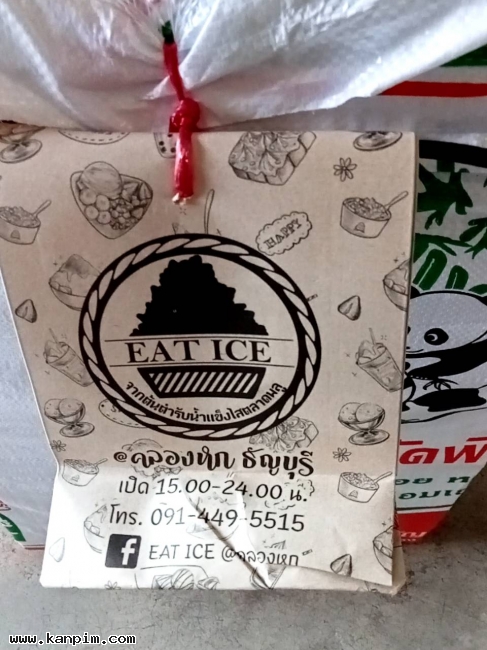 HAPPY
EAT ICE
จากต้นตำรับน้ำแข็งไสตลาดพลู
@คลองหก ธัญบุรี
เปิด 15.00-24.00 น.
โทร. 091-449-5515
f EAT ICE @คลองหก
www.kanpim.com